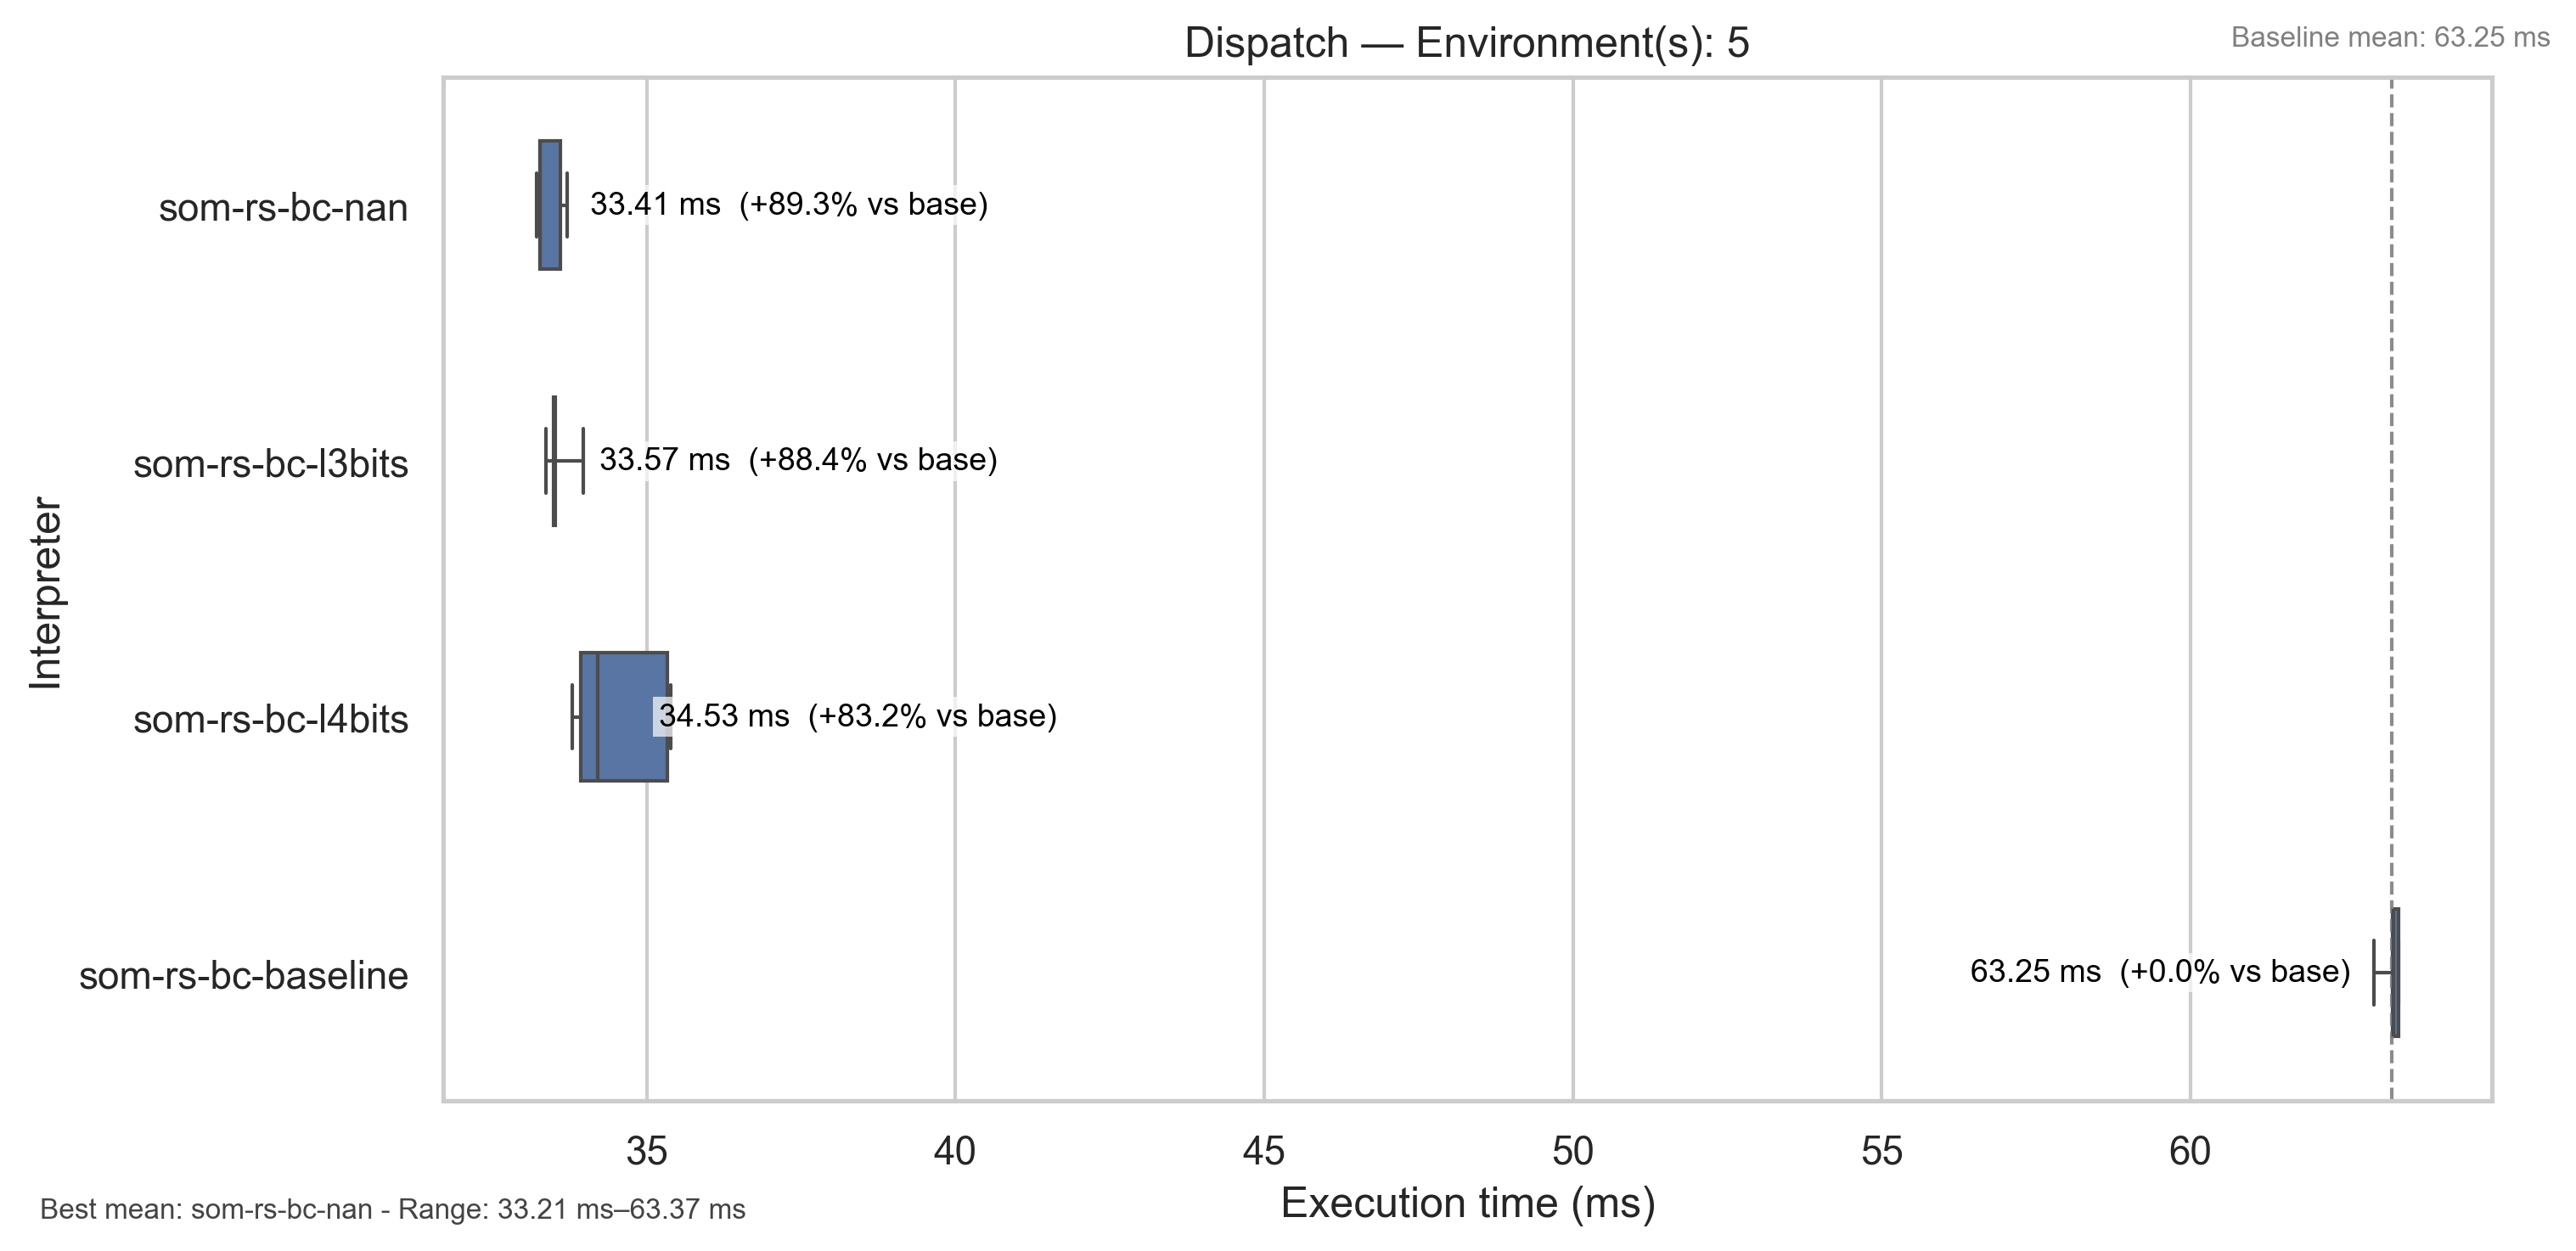 Dispatch — Environment(s): 5
Baseline mean: 63.25 ms
Interpreter
som-rs-bc-nan
33.41 ms (+89.3% vs base)
som-rs-bc-l3bits
33.57 ms (+88.4% vs base)
som-rs-bc-l4bits
34.53 ms (+83.2% vs base)
som-rs-bc-baseline
63.25 ms (+0.0% vs base)
35 40 45 50 55 60
Execution time (ms)
Best mean: som-rs-bc-nan - Range: 33.21 ms–63.37 ms